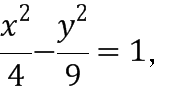 x²/4 − y²/9 = 1,